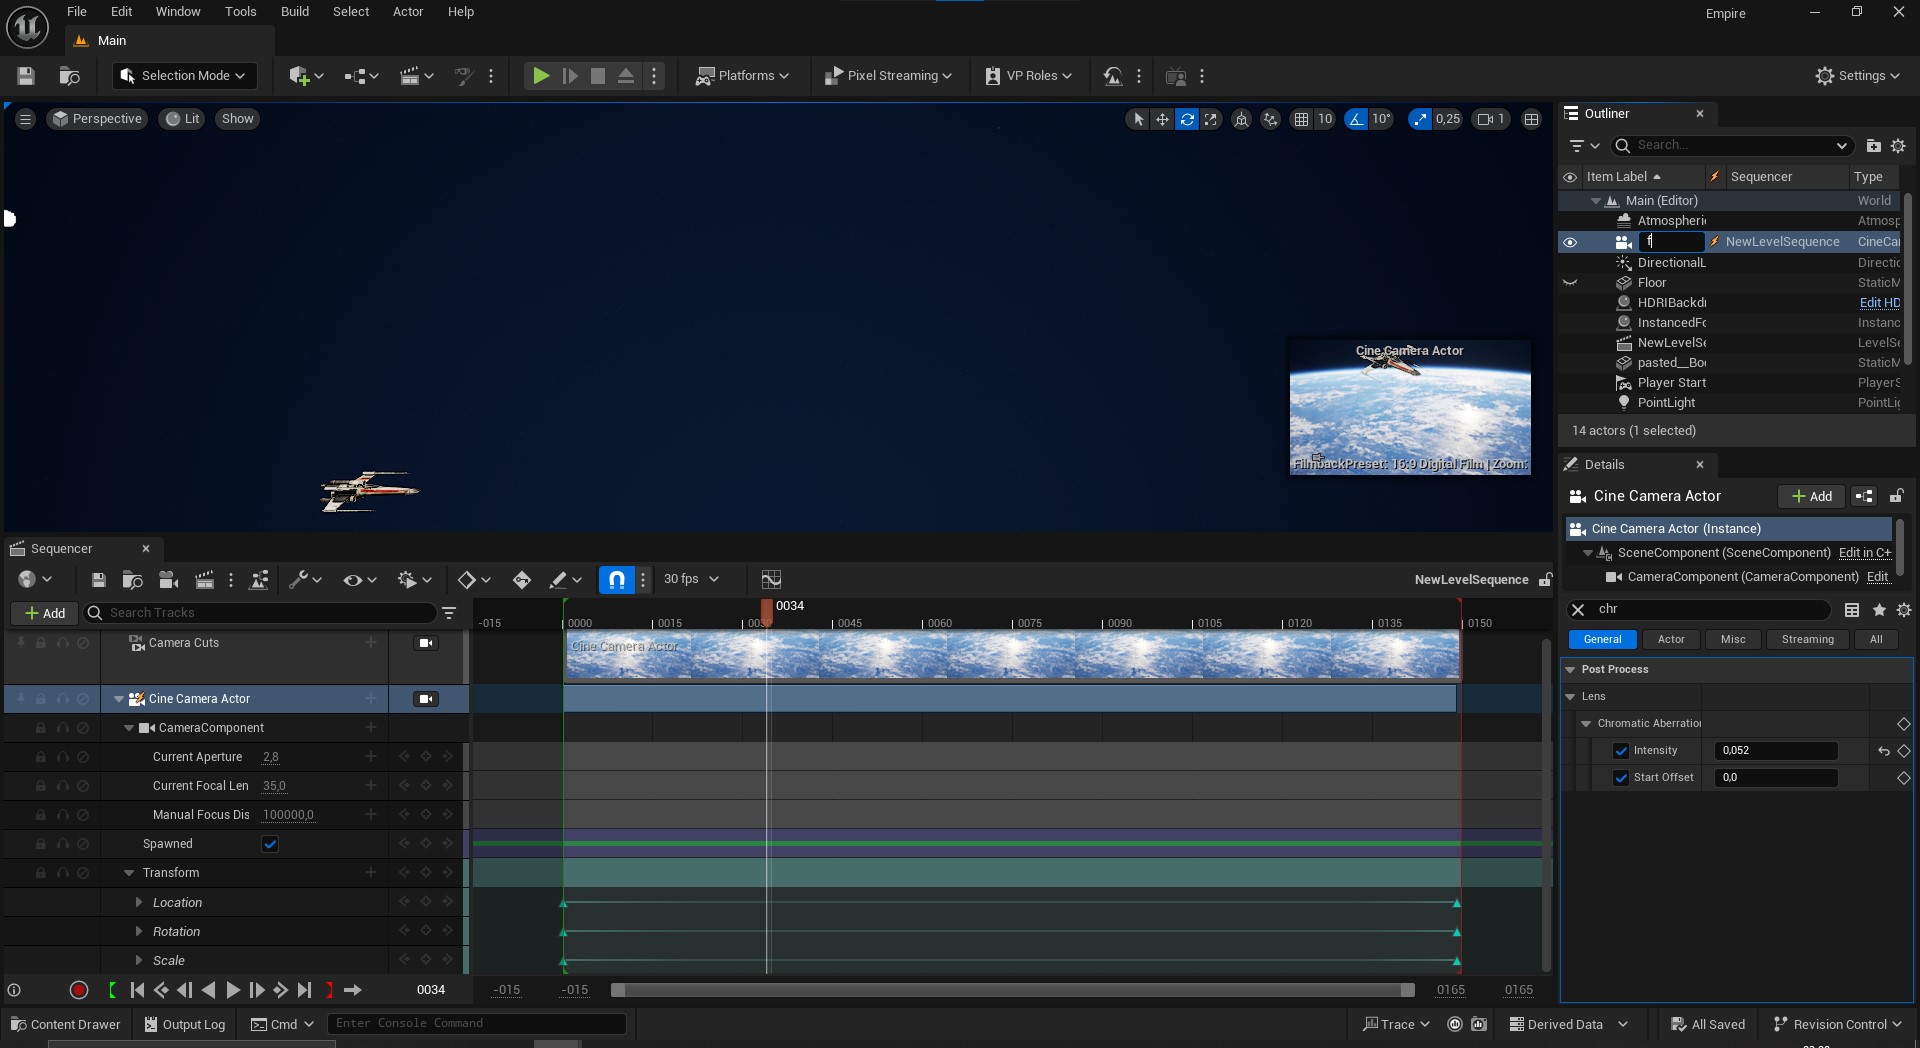 File Edit Window Tools Build Select Actor Help
Empire
Main
Selection Mode
Platforms
Pixel Streaming
VP Roles
Settings
Perspective
Lit
Show
10
10°
0,25
1
Cine Camera Actor
FilmbackPreset: 16:9 Digital Film | Zoom:
Outliner
Search...
Item Label Sequencer Type
Main (Editor) World
Atmospheri Atmosp
f NewLevelSequence CineCa
DirectionalL Directio
Floor StaticM
HDRIBackd Edit HD
InstancedFo Instanc
NewLevelSe LevelSe
pasted__Bo StaticM
Player Start PlayerS
PointLight PointLig
14 actors (1 selected)
Details
Cine Camera Actor
Add
Cine Camera Actor (Instance)
SceneComponent (SceneComponent) Edit in C+
CameraComponent (CameraComponent) Edit
chr
General Actor Misc Streaming All
Post Process
Lens
Chromatic Aberration
Intensity 0,052
Start Offset 0,0
Sequencer
30 fps
NewLevelSequence
Add
Search Tracks
0034
-015 0000 0015 0030 0045 0060 0075 0090 0105 0120 0135 0150
Camera Cuts
Cine Camera Actor
Cine Camera Actor
CameraComponent
Current Aperture 2,8
Current Focal Len 35,0
Manual Focus Dis 100000,0
Spawned
Transform
Location
Rotation
Scale
0034
-015 -015 0165 0165
Content Drawer
Output Log
Cmd
Enter Console Command
Trace
Derived Data
All Saved
Revision Control